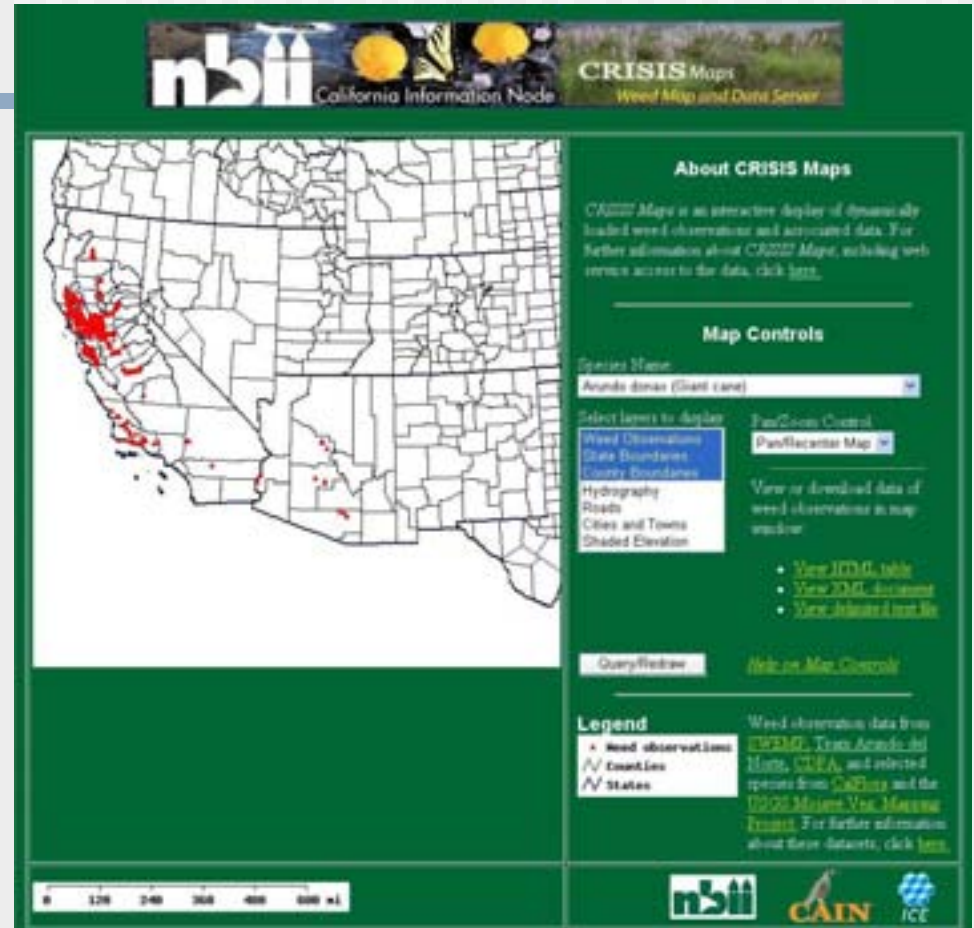 nbii
California Information Node
CRISIS Maps
Weed Map and Data Server
About CRISIS Maps
CRISIS Maps is an interactive display of dynamically
loaded weed observations and associated data. For
further information about CRISIS Maps, including web
service access to the data, click here.
Map Controls
Species Name
Arundo donax (Giant cane)
Select layers to display
Weed Observations
State Boundaries
County Boundaries
Hydrography
Roads
Cities and Towns
Shaded Elevation
Pan/Zoom Control
Pan/Recenter Map
View or download data of
weed observations in map
window:
• View HTML table
• View XML document
• View delimited text file
Query/Redraw
Help on Map Controls
Legend
Weed observations
Counties
States
Weed observation data from
SWEMP, Team Arundo del
Norte, CDFA, and selected
species from CalFlora and the
USGS Mojave Veg. Mapping
Project. For further information
about these datasets, click here.
0 120 240 360 480 600 mi
nbii
CAIN
ICE